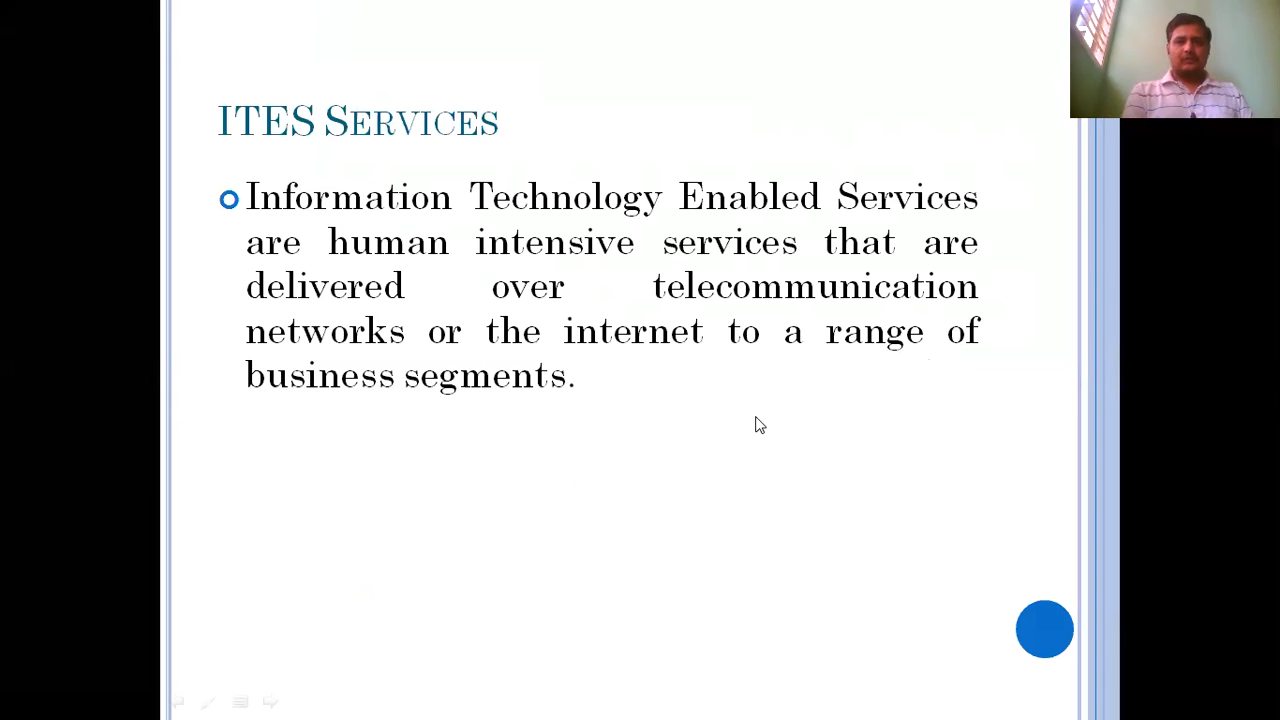 ITES SERVICES
Information Technology Enabled Services
are human intensive services that are
delivered over telecommunication
networks or the internet to a range of
business segments.